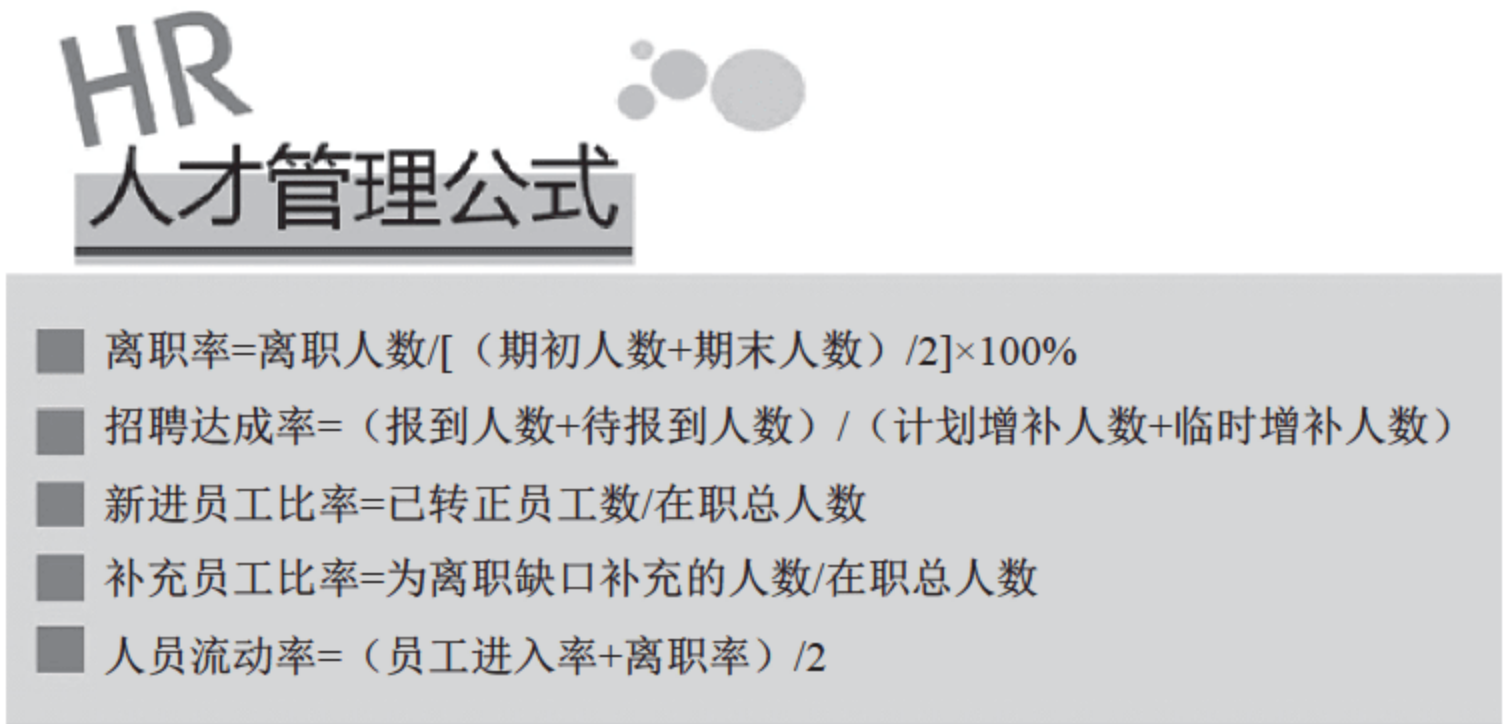 HR
人才管理公式
离职率=离职人数/[（期初人数+期末人数）/2]×100%
招聘达成率=（报到人数+待报到人数）/（计划增补人数+临时增补人数）
新进员工比率=已转正员工数/在职总人数
补充员工比率=为离职缺口补充的人数/在职总人数
人员流动率=（员工进入率+离职率）/2